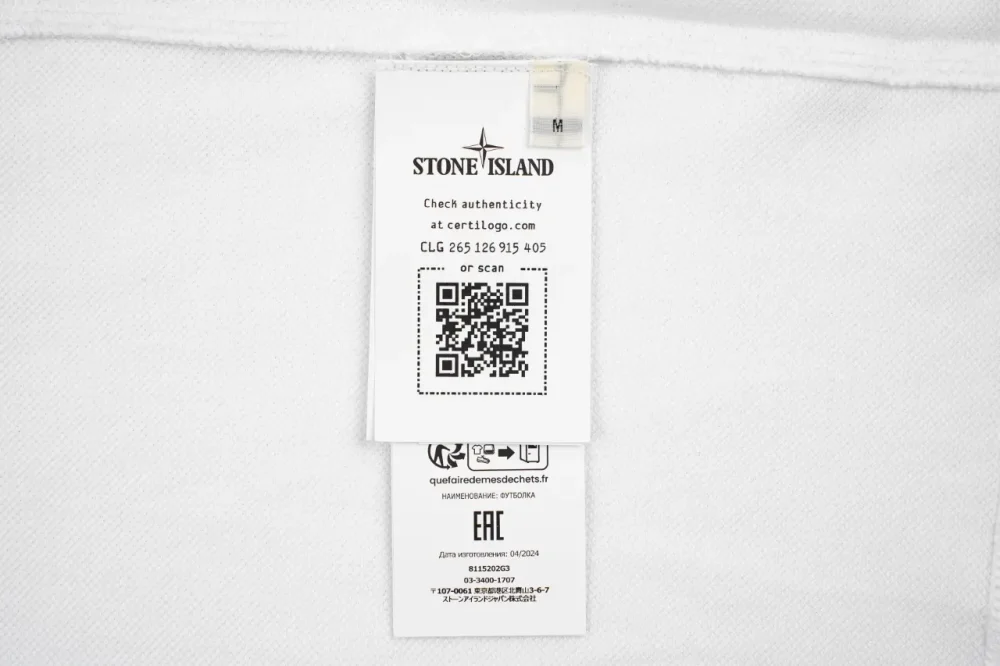 M
STONE ISLAND
Check authenticity
at certilogo.com
CLG 265 126 915 405
or scan
quefairedemesdechets.fr
НАИМЕНОВАНИЕ: ФУТБОЛКА
EAC
Дата изготовления: 04/2024
8115202G3
03-3400-1707
〒107-0061 東京都港区北青山3-6-7
ストーンアイランドジャパン株式会社